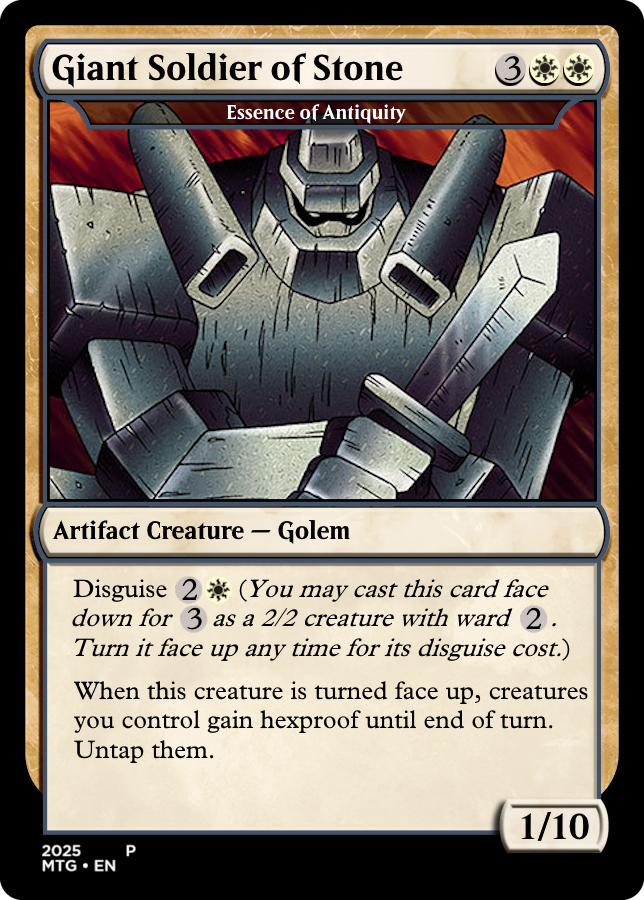 Giant Soldier of Stone 3
Essence of Antiquity
Artifact Creature — Golem
Disguise 2 (You may cast this card face
down for 3 as a 2/2 creature with ward 2.
Turn it face up any time for its disguise cost.)
When this creature is turned face up, creatures
you control gain hexproof until end of turn.
Untap them.
1/10
2025 P
MTG • EN